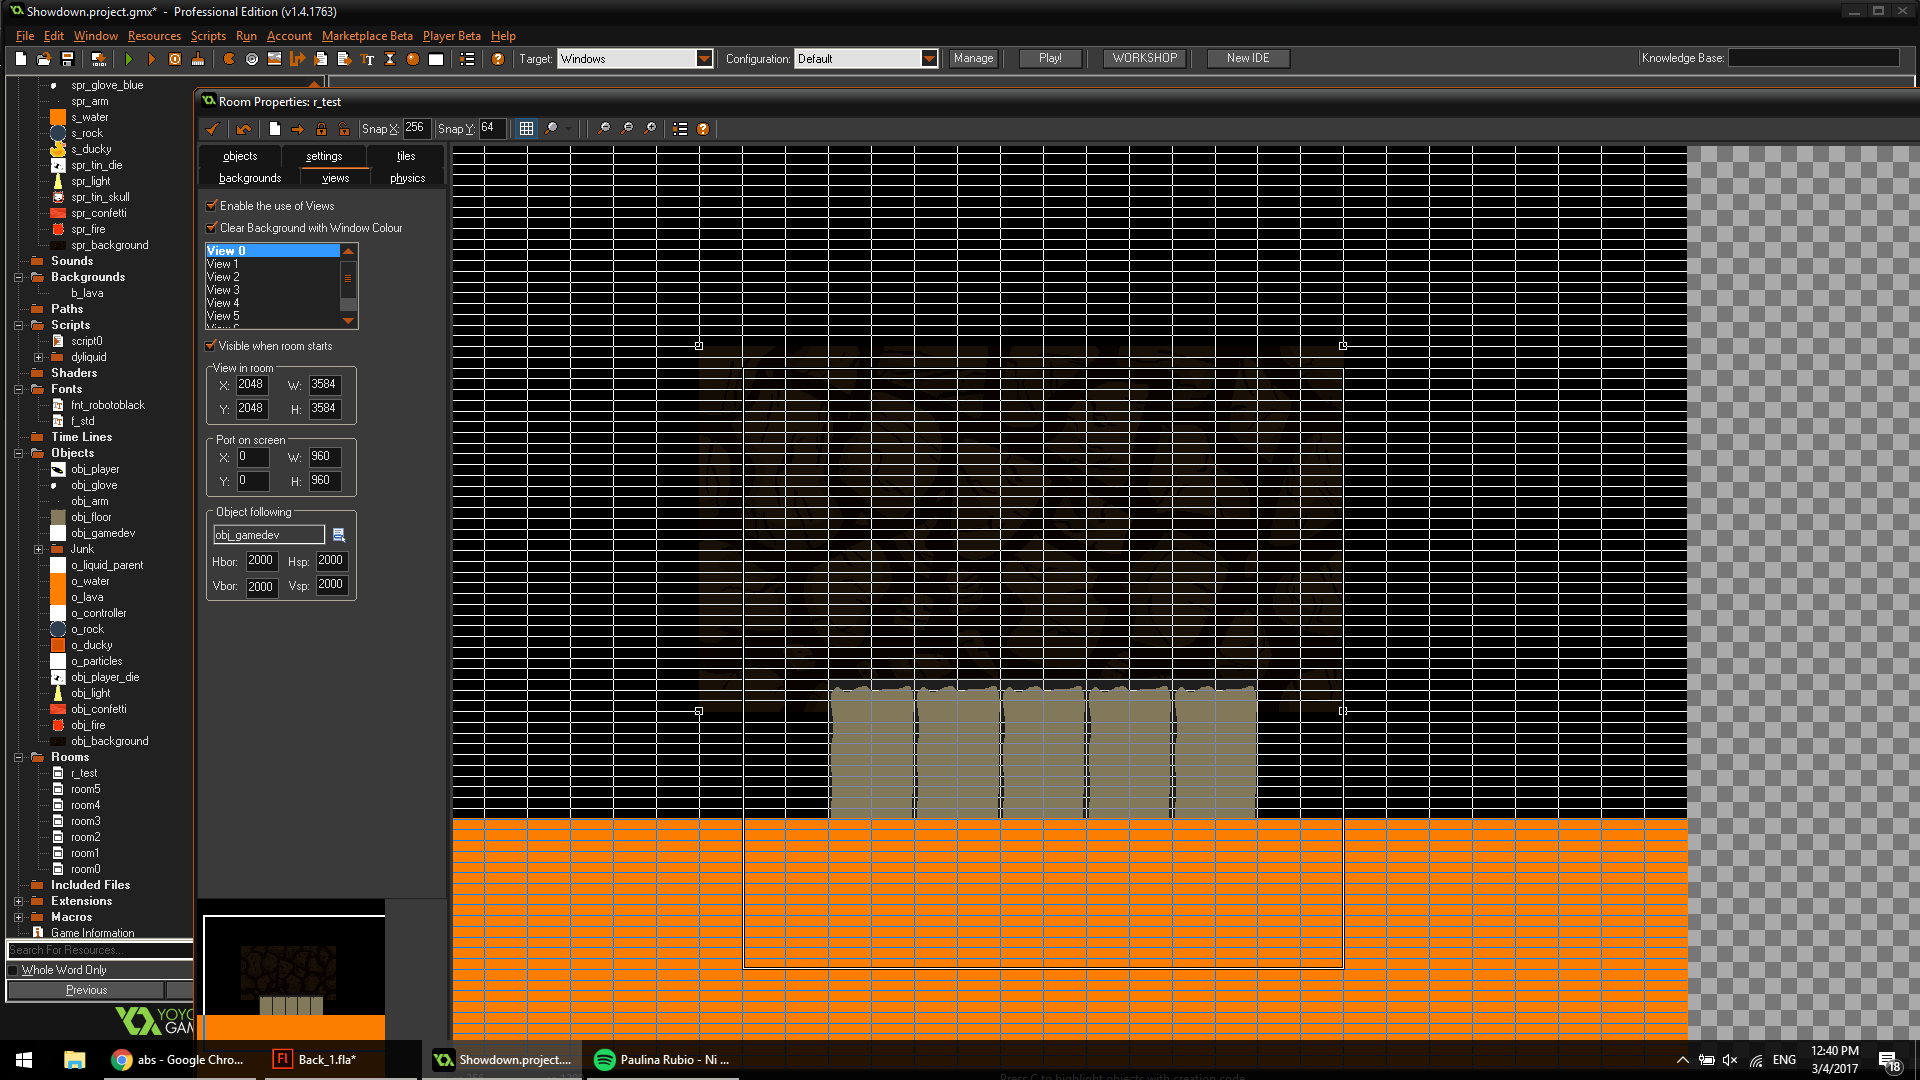 Showdown.project.gmx* - Professional Edition (v1.4.1763)
File Edit Window Resources Scripts Run Account Marketplace Beta Player Beta Help
Target: Windows Configuration: Default Manage Play! WORKSHOP New IDE Knowledge Base:
spr_glove_blue
spr_arm
s_water
s_rock
s_ducky
spr_tin_die
spr_light
spr_tin_skull
spr_confetti
spr_fire
spr_background
Sounds
Backgrounds
b_lava
Paths
Scripts
script0
dyliquid
Shaders
Fonts
fnt_robotoblack
f_std
Time Lines
Objects
obj_player
obj_glove
obj_arm
obj_floor
obj_gamedev
Junk
o_liquid_parent
o_water
o_lava
o_controller
o_rock
o_ducky
o_particles
obj_player_die
obj_light
obj_confetti
obj_fire
obj_background
Rooms
r_test
room5
room4
room3
room2
room1
room0
Included Files
Extensions
Macros
Game Information
Search For Resources...
Whole Word Only
Previous
Room Properties: r_test
Snap X: 256 Snap Y: 64
objects settings tiles
backgrounds views physics
Enable the use of Views
Clear Background with Window Colour
View 0
View 1
View 2
View 3
View 4
View 5
Visible when room starts
View in room
X: 2048 W: 3584
Y: 2048 H: 3584
Port on screen
X: 0 W: 960
Y: 0 H: 960
Object following
obj_gamedev
Hbor: 2000 Hsp: 2000
Vbor: 2000 Vsp: 2000
Press C to highlight objects with creation code
abs - Google Chro...
Fl Back_1.fla*
Showdown.project....
Paulina Rubio - Ni ...
ENG
12:40 PM
3/4/2017
18